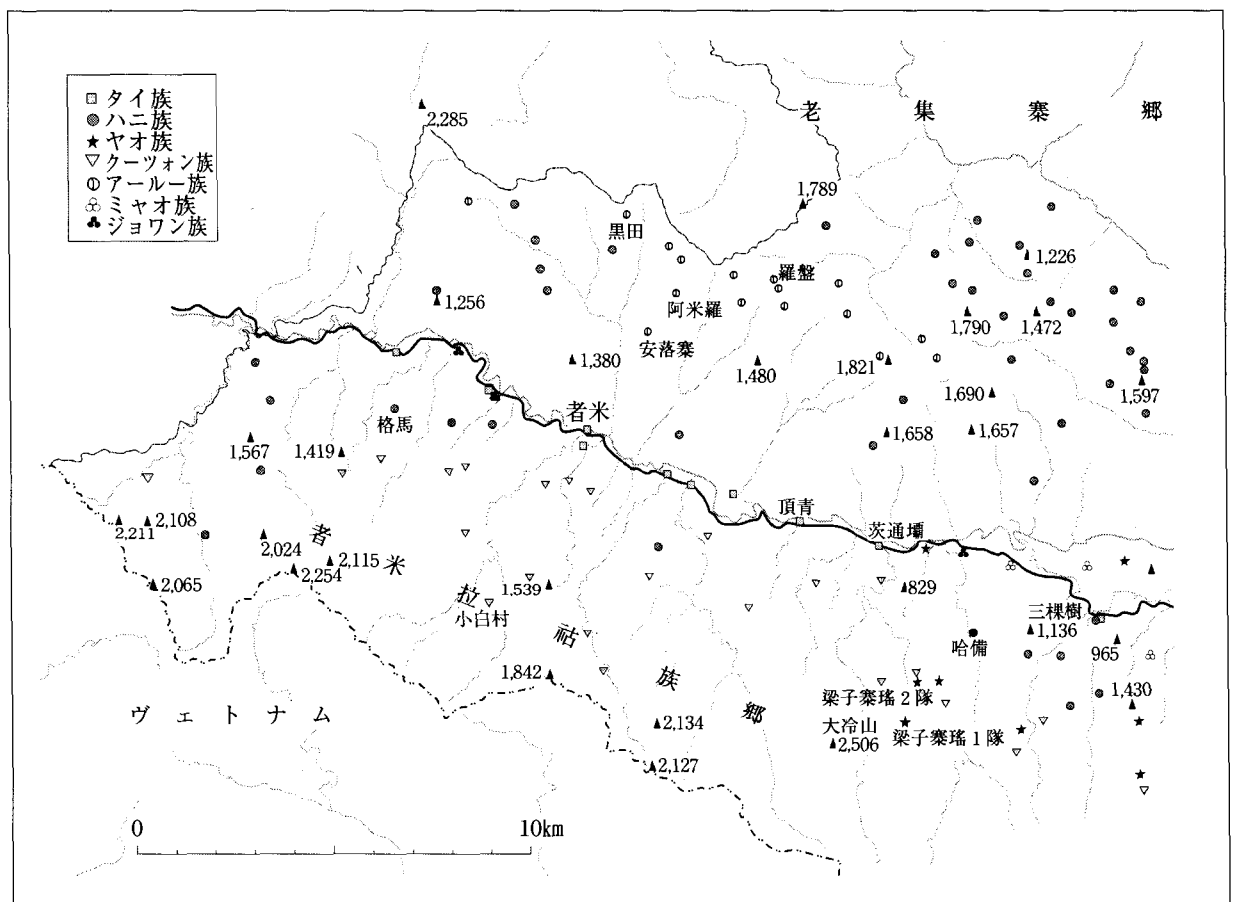 タイ族
ハニ族
ヤオ族
クーツォン族
アールー族
ミャオ族
ジョワン族
老集寨郷
2,285
1,789
黒田
羅盤
1,226
1,256
阿米羅
1,790
1,472
安落寨
1,380
1,480
1,821
1,690
1,597
格馬
者米
1,567
1,419
1,658
1,657
頂青
茨通壩
2,211
2,108
2,024
2,115
2,254
2,065
者米拉祜族郷
1,539
829
小白村
三棵樹
1,136
哈備
965
1,842
1,430
ヴェトナム
梁子寨瑤2隊
2,134
大冷山
梁子寨瑤1隊
2,506
2,127
0
10km